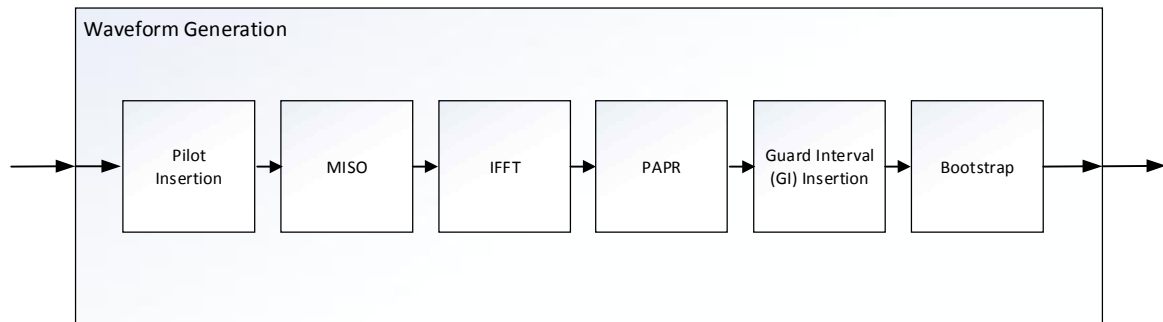 Waveform Generation
Pilot
Insertion
MISO
IFFT
PAPR
Guard Interval
(GI) Insertion
Bootstrap